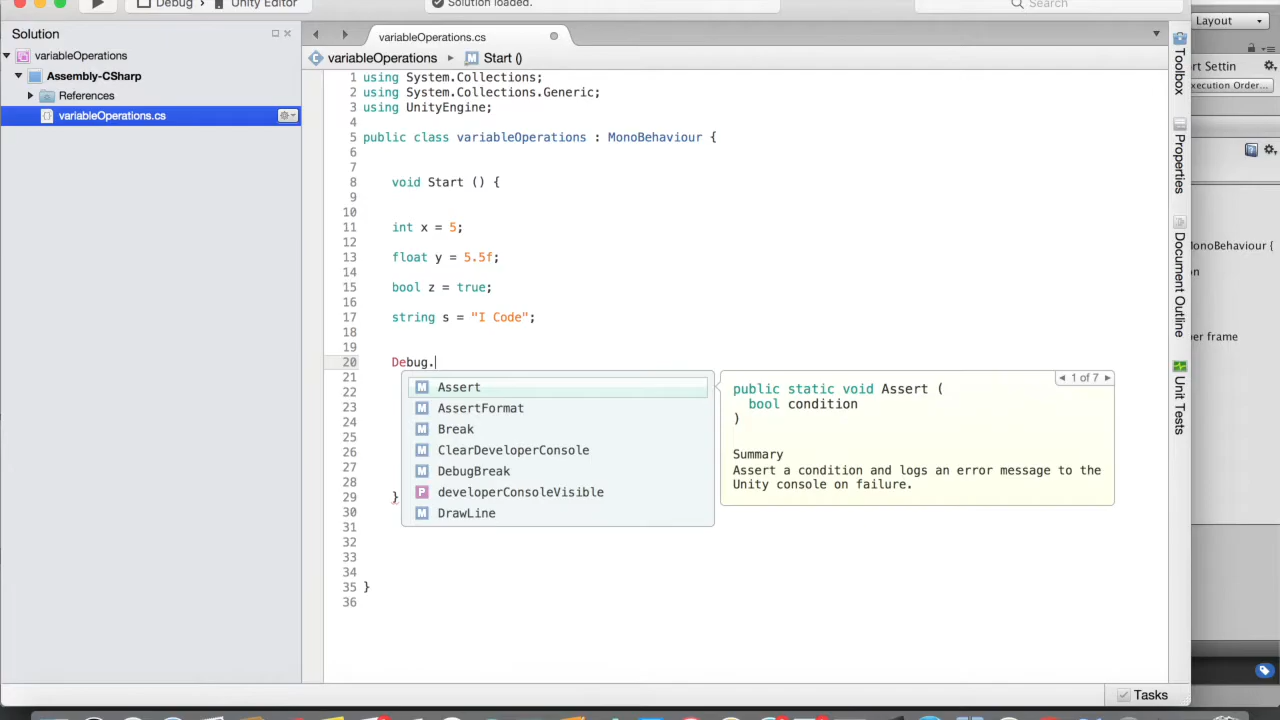 Debug
Unity Editor
Solution loaded.
Search
Layout
Solution
variableOperations.cs
variableOperations
Assembly-CSharp
References
variableOperations.cs
variableOperations
Start ()
1 using System.Collections;
2 using System.Collections.Generic;
3 using UnityEngine;
4
5 public class variableOperations : MonoBehaviour {
6
7
8 void Start () {
9
10
11 int x = 5;
12
13 float y = 5.5f;
14
15 bool z = true;
16
17 string s = "I Code";
18
19
20 Debug.
21
22
23
24
25
26
27
28
29 }
30
31
32
33
34
35 }
36
Assert
AssertFormat
Break
ClearDeveloperConsole
DebugBreak
developerConsoleVisible
DrawLine
1 of 7
public static void Assert (
bool condition
)
Summary
Assert a condition and logs an error message to the
Unity console on failure.
Toolbox
Properties
Document Outline
Unit Tests
rt Settin
xecution Order...
MonoBehaviour {
on
er frame
Tasks